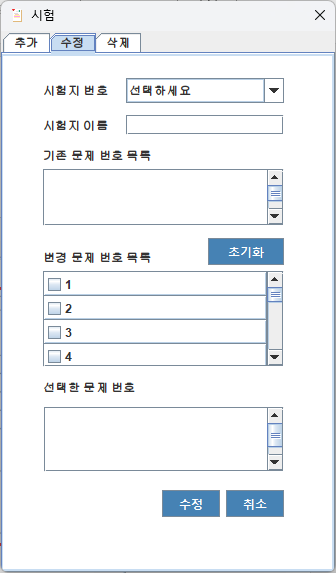 시험
추가 수정 삭제
시험지 번호 선택하세요
시험지 이름
기존 문제 번호 목록
초기화
변경 문제 번호 목록
1
2
3
4
선택한 문제 번호
수정 취소